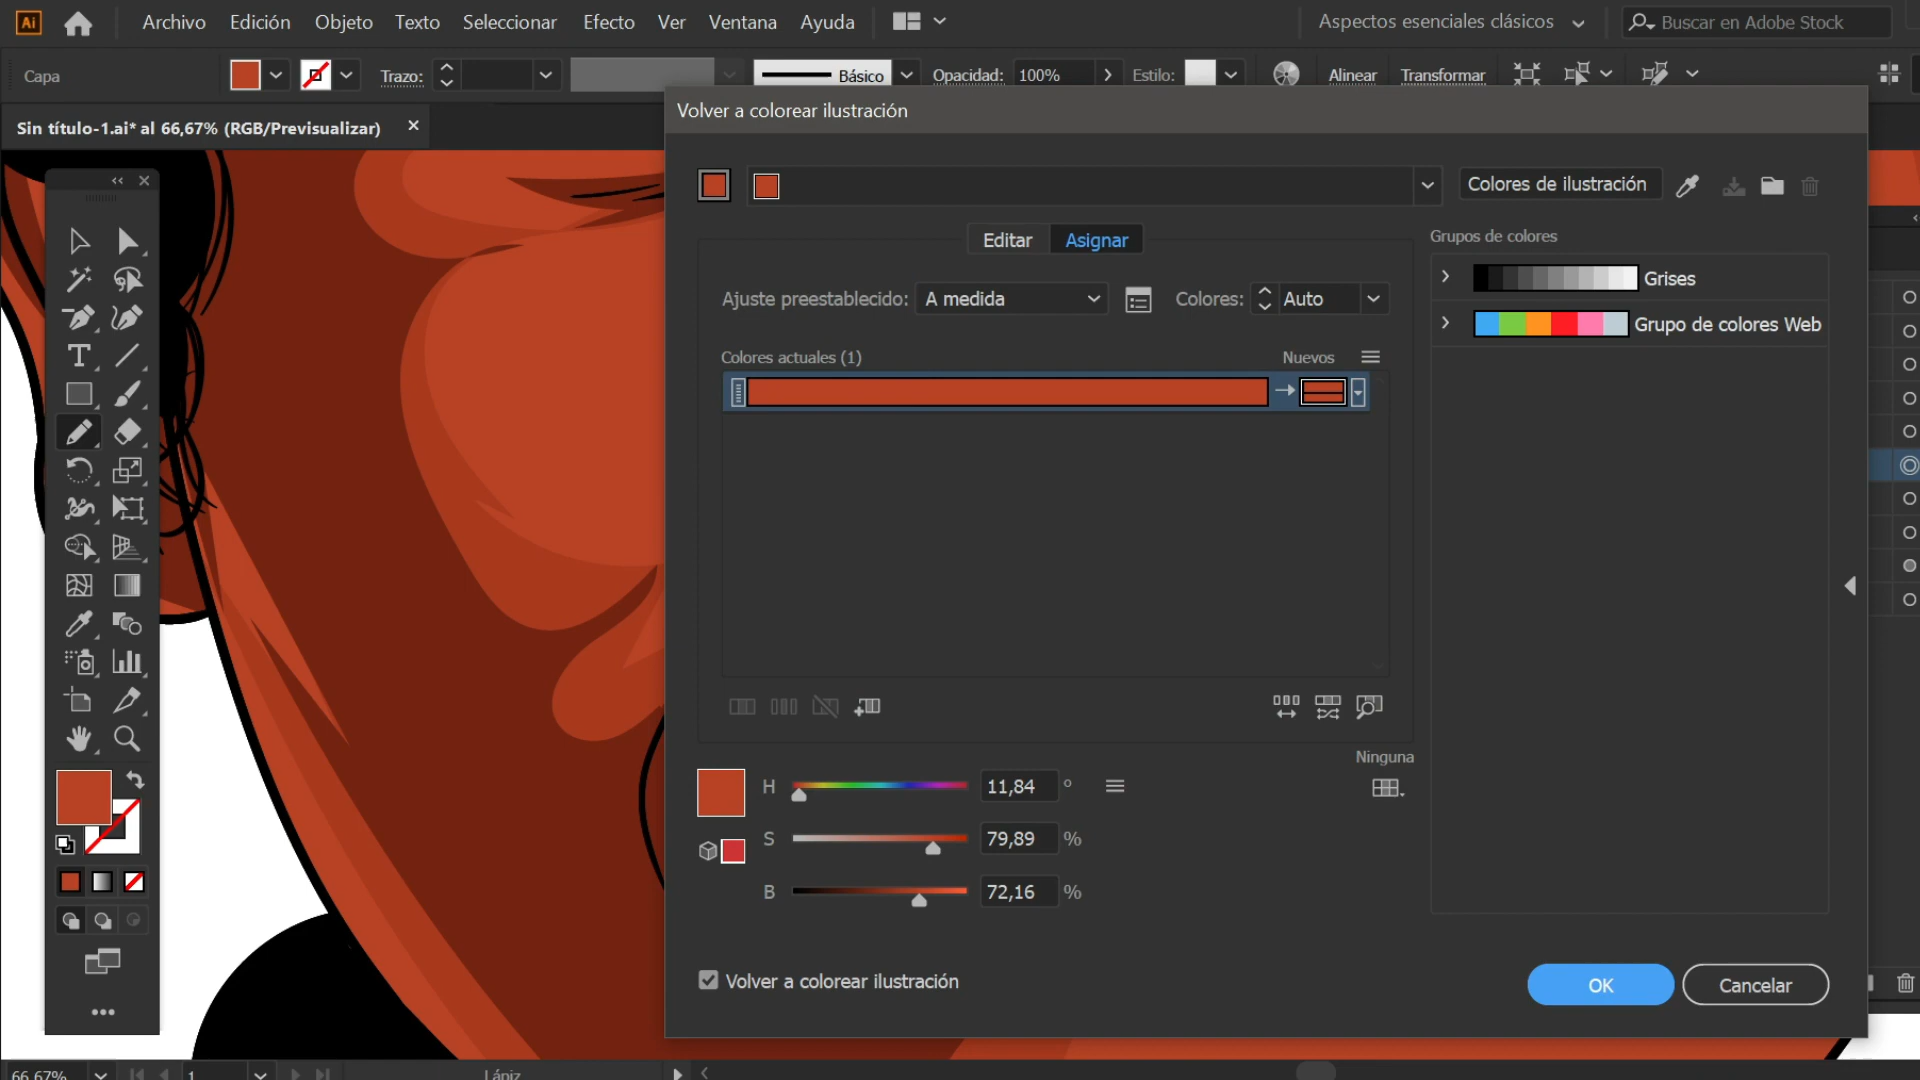 Ai Archivo Edición Objeto Texto Seleccionar Efecto Ver Ventana Ayuda Aspectos esenciales clásicos Buscar en Adobe Stock
Capa Trazo: Básico Opacidad: 100% Estilo: Alinear Transformar
Sin título-1.ai* al 66,67% (RGB/Previsualizar)
Volver a colorear ilustración
Colores de ilustración
Editar Asignar
Grupos de colores
Grises
Ajuste preestablecido: A medida Colores: Auto
Grupo de colores Web
Colores actuales (1) Nuevos
Ninguna
H 11,84 °
S 79,89 %
B 72,16 %
Volver a colorear ilustración
OK Cancelar
66,67% 1 Lápiz